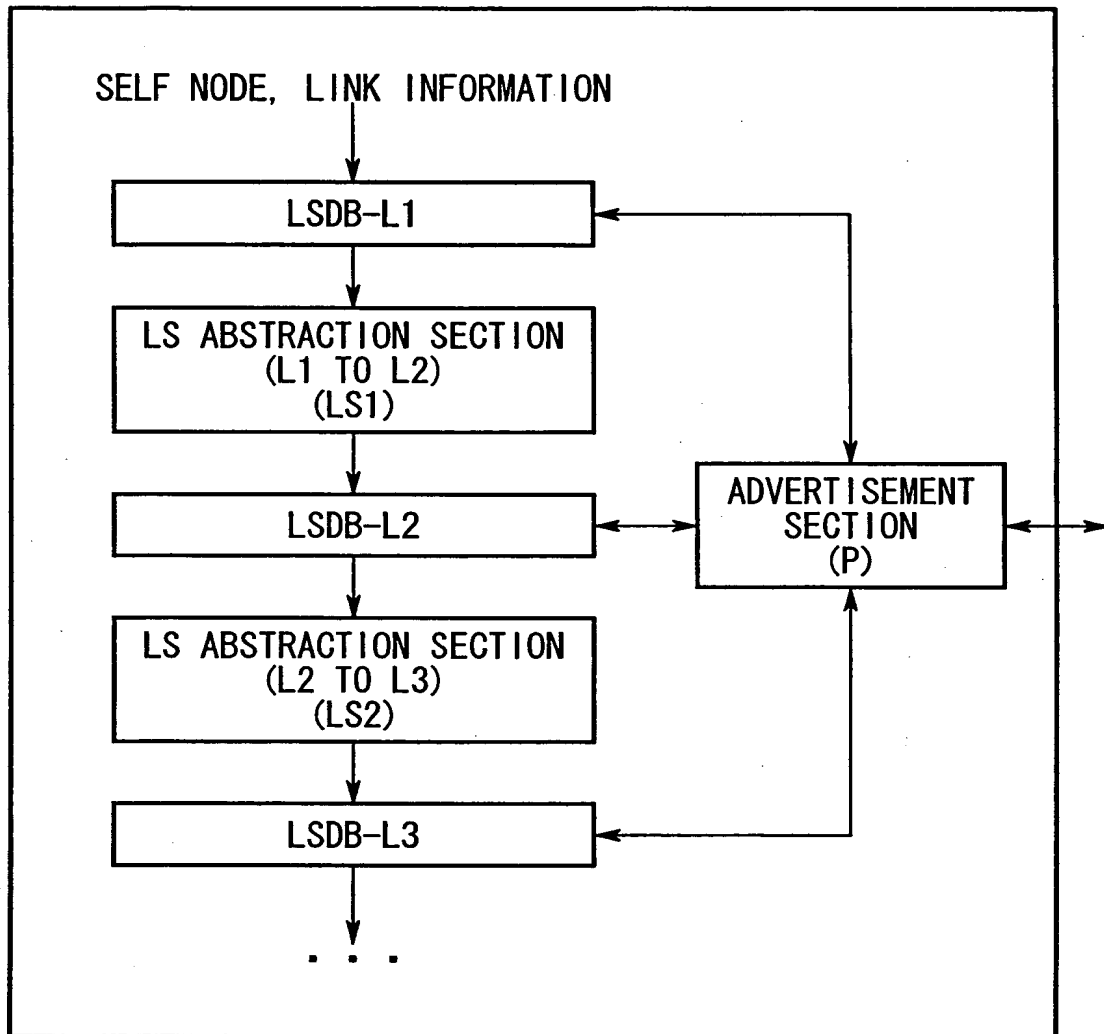 SELF NODE, LINK INFORMATION
LSDB-L1
LS ABSTRACTION SECTION
(L1 TO L2)
(LS1)
LSDB-L2
ADVERTISEMENT
SECTION
(P)
LS ABSTRACTION SECTION
(L2 TO L3)
(LS2)
LSDB-L3
. . .